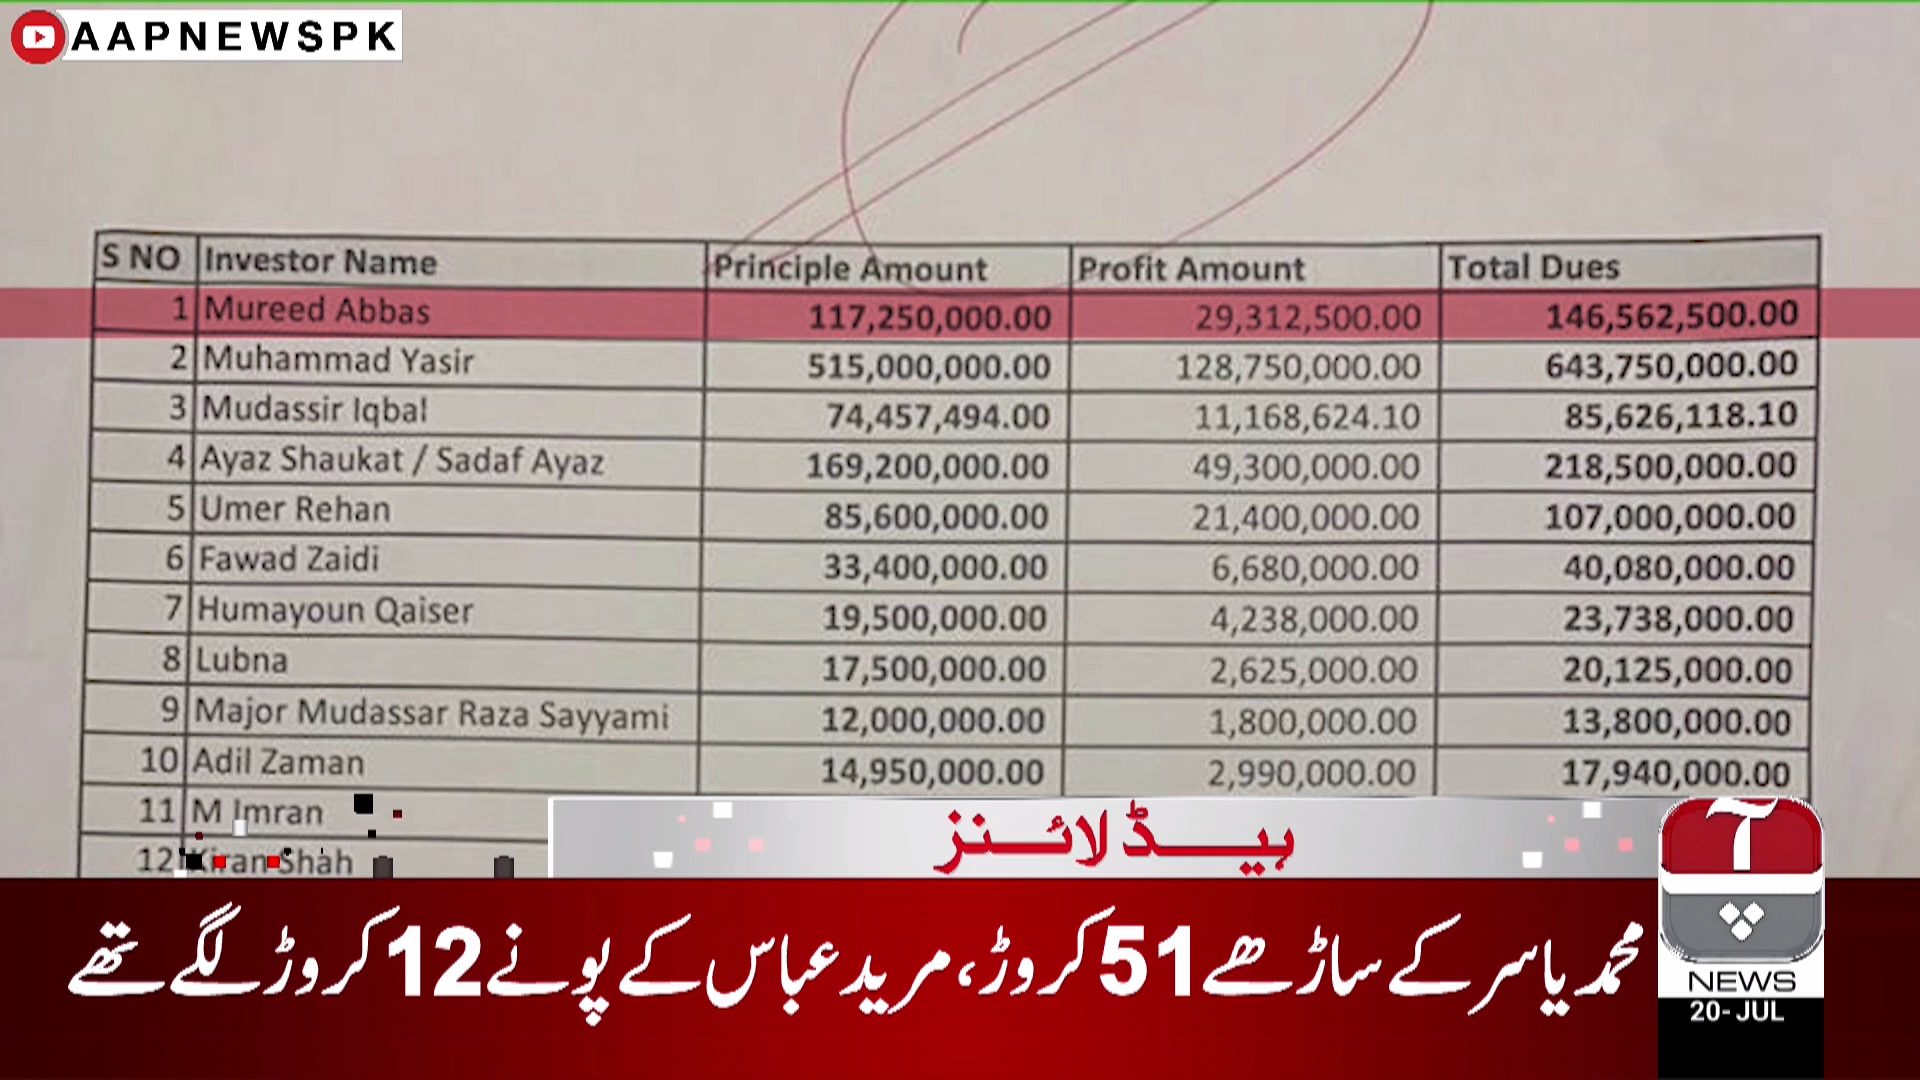 AAPNEWSPK
S NO Investor Name Principle Amount Profit Amount Total Dues
1 Mureed Abbas 117,250,000.00 29,312,500.00 146,562,500.00
2 Muhammad Yasir 515,000,000.00 128,750,000.00 643,750,000.00
3 Mudassir Iqbal 74,457,494.00 11,168,624.10 85,626,118.10
4 Ayaz Shaukat / Sadaf Ayaz 169,200,000.00 49,300,000.00 218,500,000.00
5 Umer Rehan 85,600,000.00 21,400,000.00 107,000,000.00
6 Fawad Zaidi 33,400,000.00 6,680,000.00 40,080,000.00
7 Humayoun Qaiser 19,500,000.00 4,238,000.00 23,738,000.00
8 Lubna 17,500,000.00 2,625,000.00 20,125,000.00
9 Major Mudassar Raza Sayyami 12,000,000.00 1,800,000.00 13,800,000.00
10 Adil Zaman 14,950,000.00 2,990,000.00 17,940,000.00
11 M Imran
12 Kiran Shah
ہیڈ لائنز
محمد یاسر کے ساڑھے 51 کروڑ، مرید عباس کے پونے 12 کروڑ لگے تھے
آپ
NEWS
20-JUL